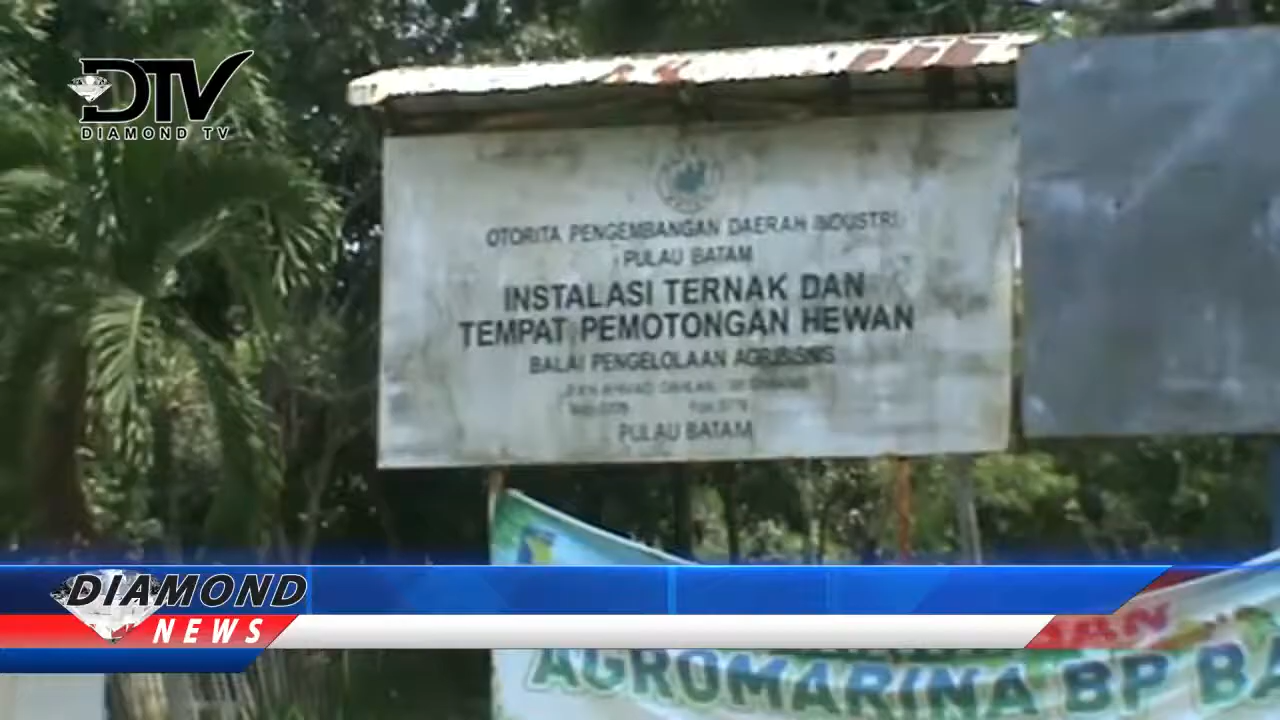 DTV
DIAMOND TV
OTORITA PENGEMBANGAN DAERAH INDUSTRI
PULAU BATAM
INSTALASI TERNAK DAN
TEMPAT PEMOTONGAN HEWAN
BALAI PENGELOLAAN AGRIBISNIS
PULAU BATAM
DIAMOND
NEWS
AGROMARINA BP BA